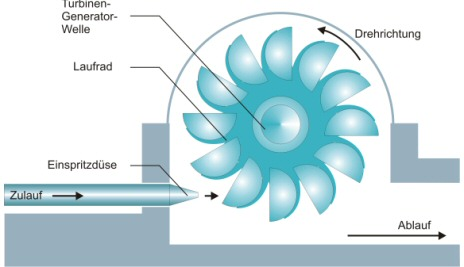 Turbinen-
Generator-
Welle
Drehrichtung
Laufrad
Einspritzdüse
Zulauf
Ablauf